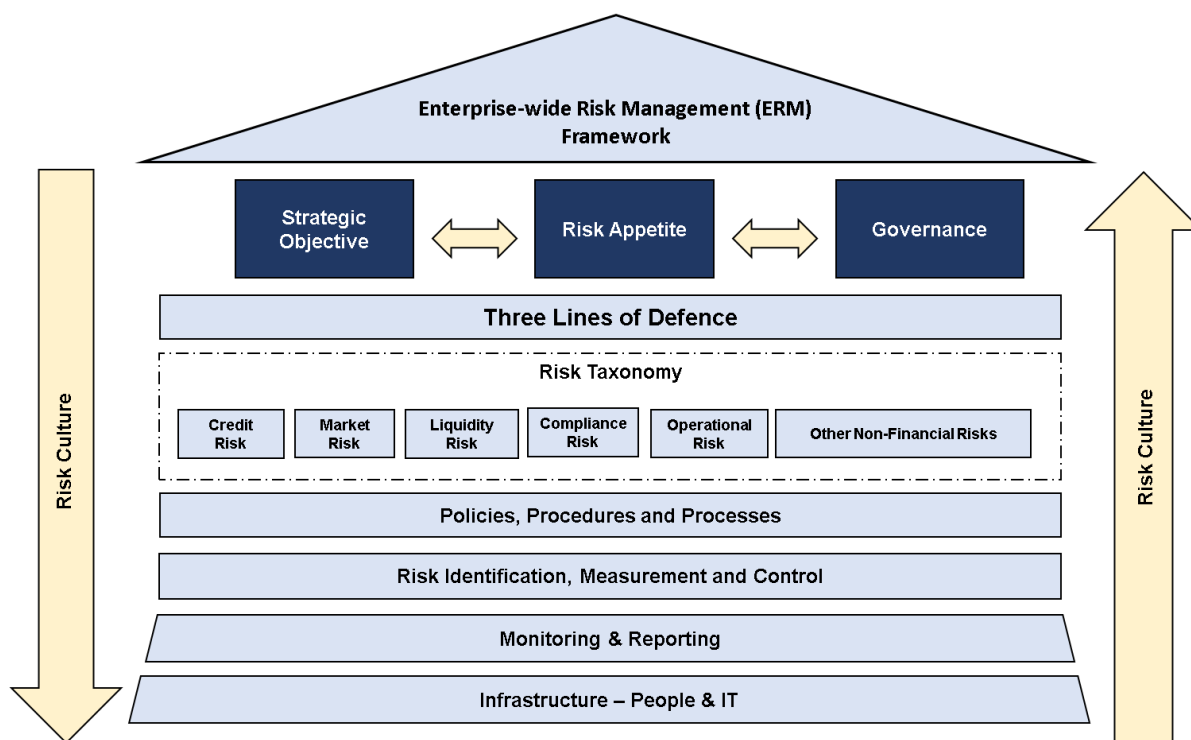 Enterprise-wide Risk Management (ERM)
Framework
Strategic
Objective
Risk Appetite
Governance
Three Lines of Defence
Risk Taxonomy
Credit
Risk
Market
Risk
Liquidity
Risk
Compliance
Risk
Operational
Risk
Other Non-Financial Risks
Policies, Procedures and Processes
Risk Identification, Measurement and Control
Monitoring & Reporting
Infrastructure – People & IT
Risk Culture
Risk Culture